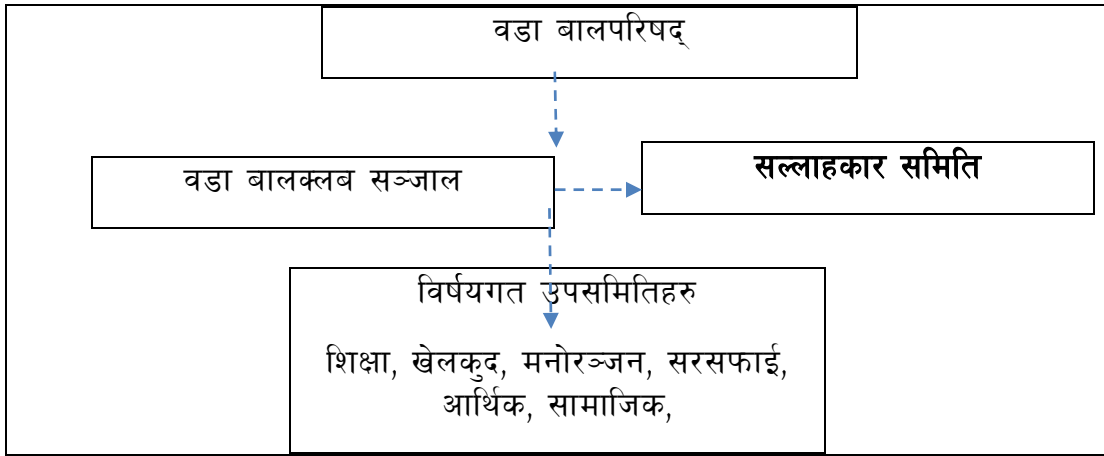 वडा बालपरिषद्
वडा बालक्लब सञ्जाल
सल्लाहकार समिति
विर्षयगत उपसमितिहरु
शिक्षा, खेलकुद, मनोरञ्जन, सरसफाई,
आर्थिक, सामाजिक,